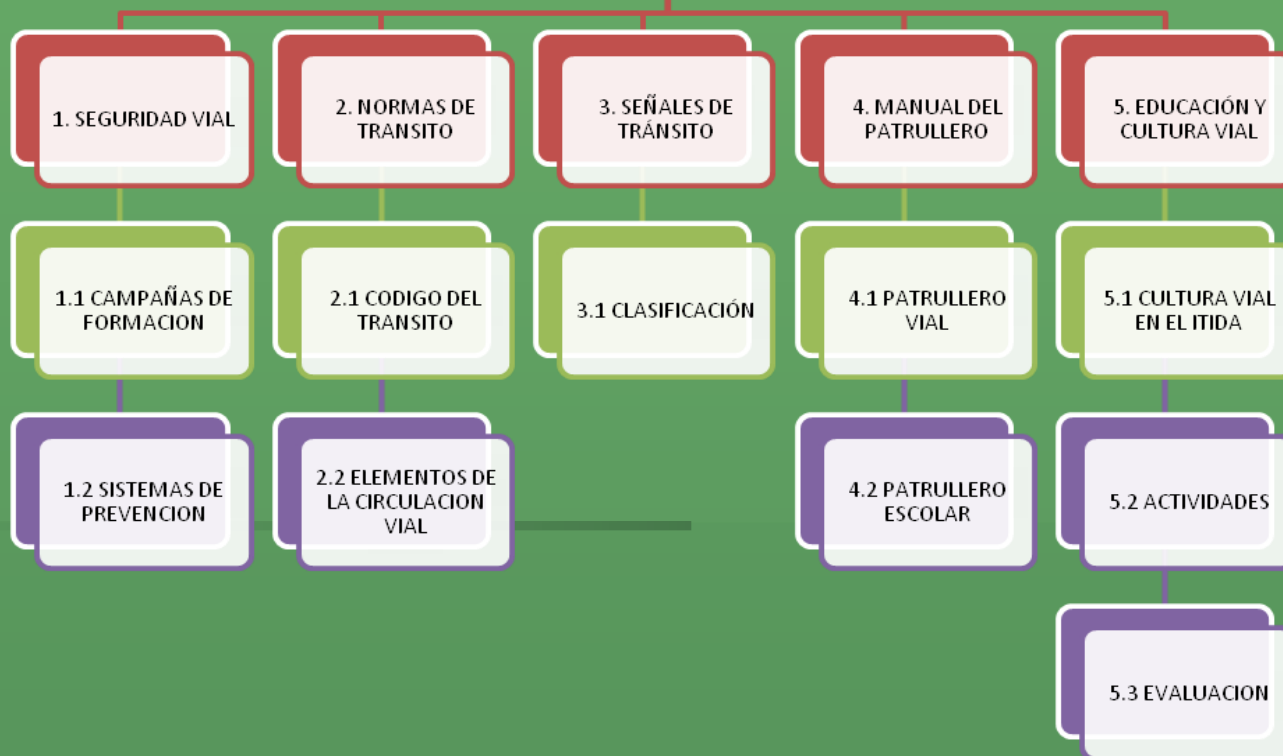 1. SEGURIDAD VIAL
2. NORMAS DE
TRANSITO
3. SEÑALES DE
TRÁNSITO
4. MANUAL DEL
PATRULLERO
5. EDUCACIÓN Y
CULTURA VIAL
1.1 CAMPAÑAS DE
FORMACION
2.1 CODIGO DEL
TRANSITO
3.1 CLASIFICACIÓN
4.1 PATRULLERO
VIAL
5.1 CULTURA VIAL
EN EL ITIDA
1.2 SISTEMAS DE
PREVENCION
2.2 ELEMENTOS DE
LA CIRCULACION
VIAL
4.2 PATRULLERO
ESCOLAR
5.2 ACTIVIDADES
5.3 EVALUACION